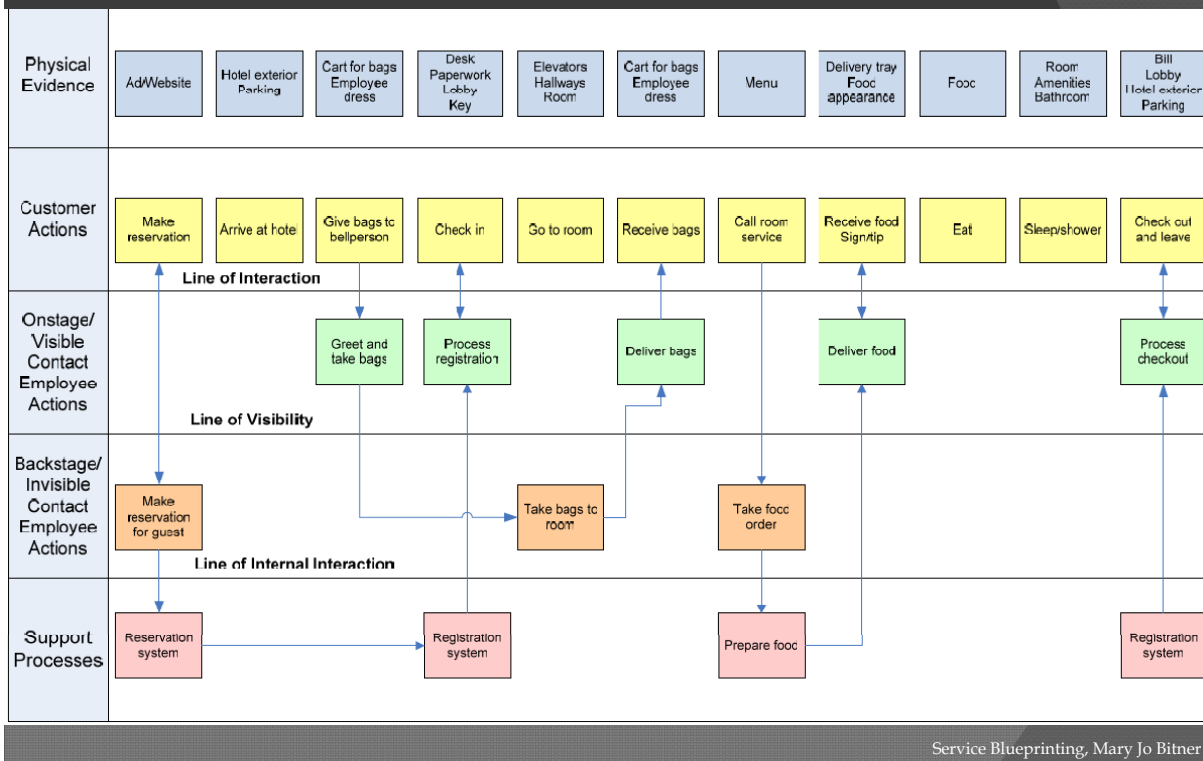 Physical
Evidence
Ad/Website
Hotel exterior
Parking
Cart for bags
Employee
dress
Desk
Paperwork
Lobby
Key
Elevators
Hallways
Room
Cart for bags
Employee
dress
Menu
Delivery tray
Food
appearance
Food
Room
Amenities
Bathroom
Bill
Lobby
Hotel exterior
Parking
Customer
Actions
Make
reservation
Arrive at hotel
Give bags to
bellperson
Check in
Go to room
Receive bags
Call room
service
Receive food
Sign/tip
Eat
Sleep/shower
Check out
and leave
Line of Interaction
Onstage/
Visible
Contact
Employee
Actions
Greet and
take bags
Process
registration
Deliver bags
Deliver food
Process
checkout
Line of Visibility
Backstage/
Invisible
Contact
Employee
Actions
Make
reservation
for guest
Take bags to
room
Take food
order
Line of Internal Interaction
Support
Processes
Reservation
system
Registration
system
Prepare food
Registration
system
Service Blueprinting, Mary Jo Bitner